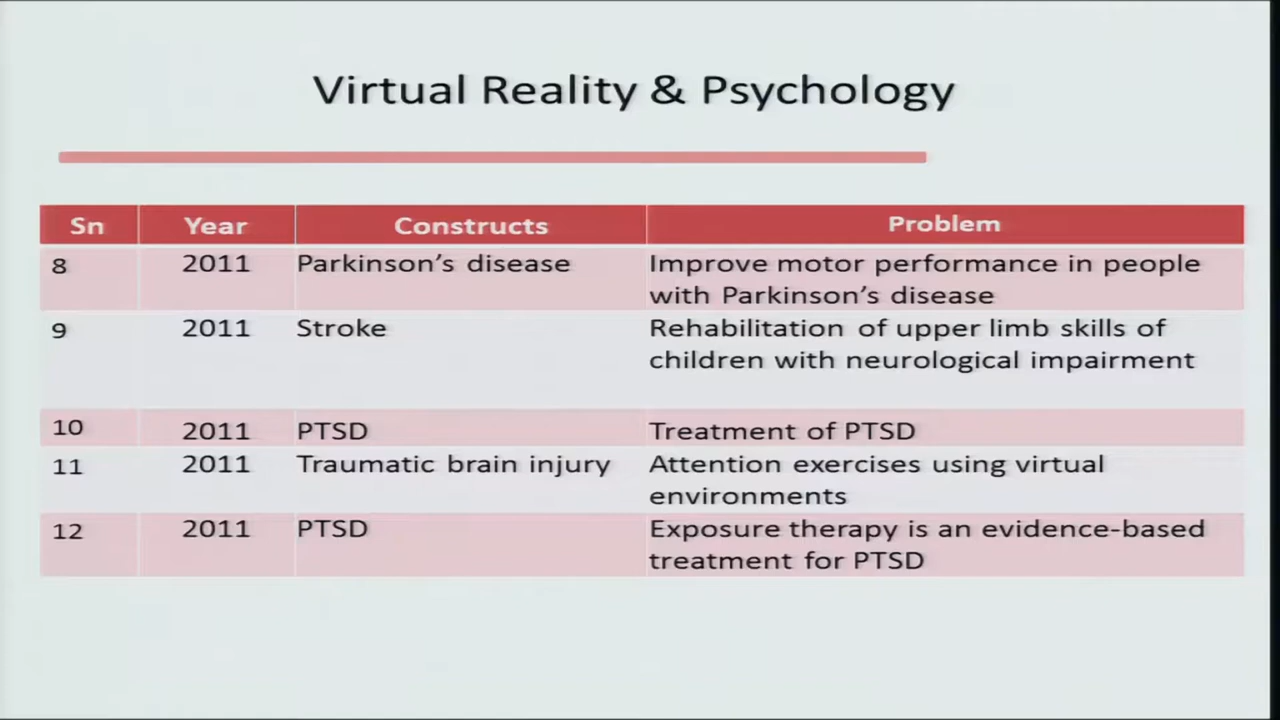 Virtual Reality & Psychology
Sn Year Constructs Problem
8 2011 Parkinson's disease Improve motor performance in people
with Parkinson's disease
9 2011 Stroke Rehabilitation of upper limb skills of
children with neurological impairment
10 2011 PTSD Treatment of PTSD
11 2011 Traumatic brain injury Attention exercises using virtual
environments
12 2011 PTSD Exposure therapy is an evidence-based
treatment for PTSD